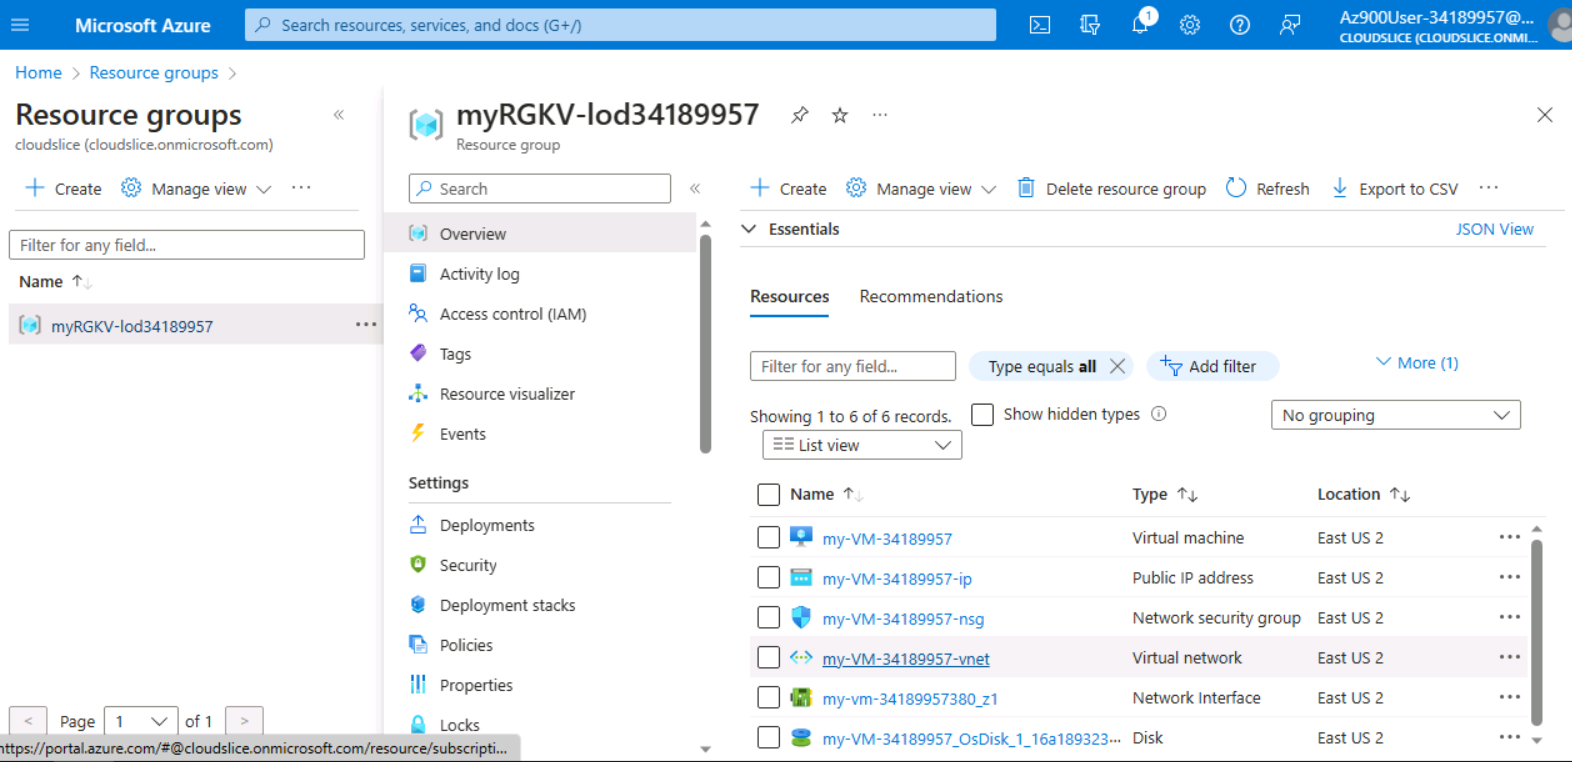 Microsoft Azure
Search resources, services, and docs (G+/)
1
Az900User-34189957@...
CLOUDSLICE (CLOUDSLICE.ONMI...
Home > Resource groups >
Resource groups
cloudslice (cloudslice.onmicrosoft.com)
Create
Manage view
Filter for any field...
Name
myRGKV-lod34189957
< Page 1 of 1 >
https://portal.azure.com/#@cloudslice.onmicrosoft.com/resource/subscripti...
myRGKV-lod34189957
Resource group
Search
Overview
Activity log
Access control (IAM)
Tags
Resource visualizer
Events
Settings
Deployments
Security
Deployment stacks
Policies
Properties
Locks
Create
Manage view
Delete resource group
Refresh
Export to CSV
Essentials
JSON View
Resources
Recommendations
Filter for any field...
Type equals all
Add filter
More (1)
Showing 1 to 6 of 6 records.
Show hidden types
No grouping
List view
Name Type Location
my-VM-34189957 Virtual machine East US 2
my-VM-34189957-ip Public IP address East US 2
my-VM-34189957-nsg Network security group East US 2
my-VM-34189957-vnet Virtual network East US 2
my-vm-34189957380_z1 Network Interface East US 2
my-VM-34189957_OsDisk_1_16a189323... Disk East US 2